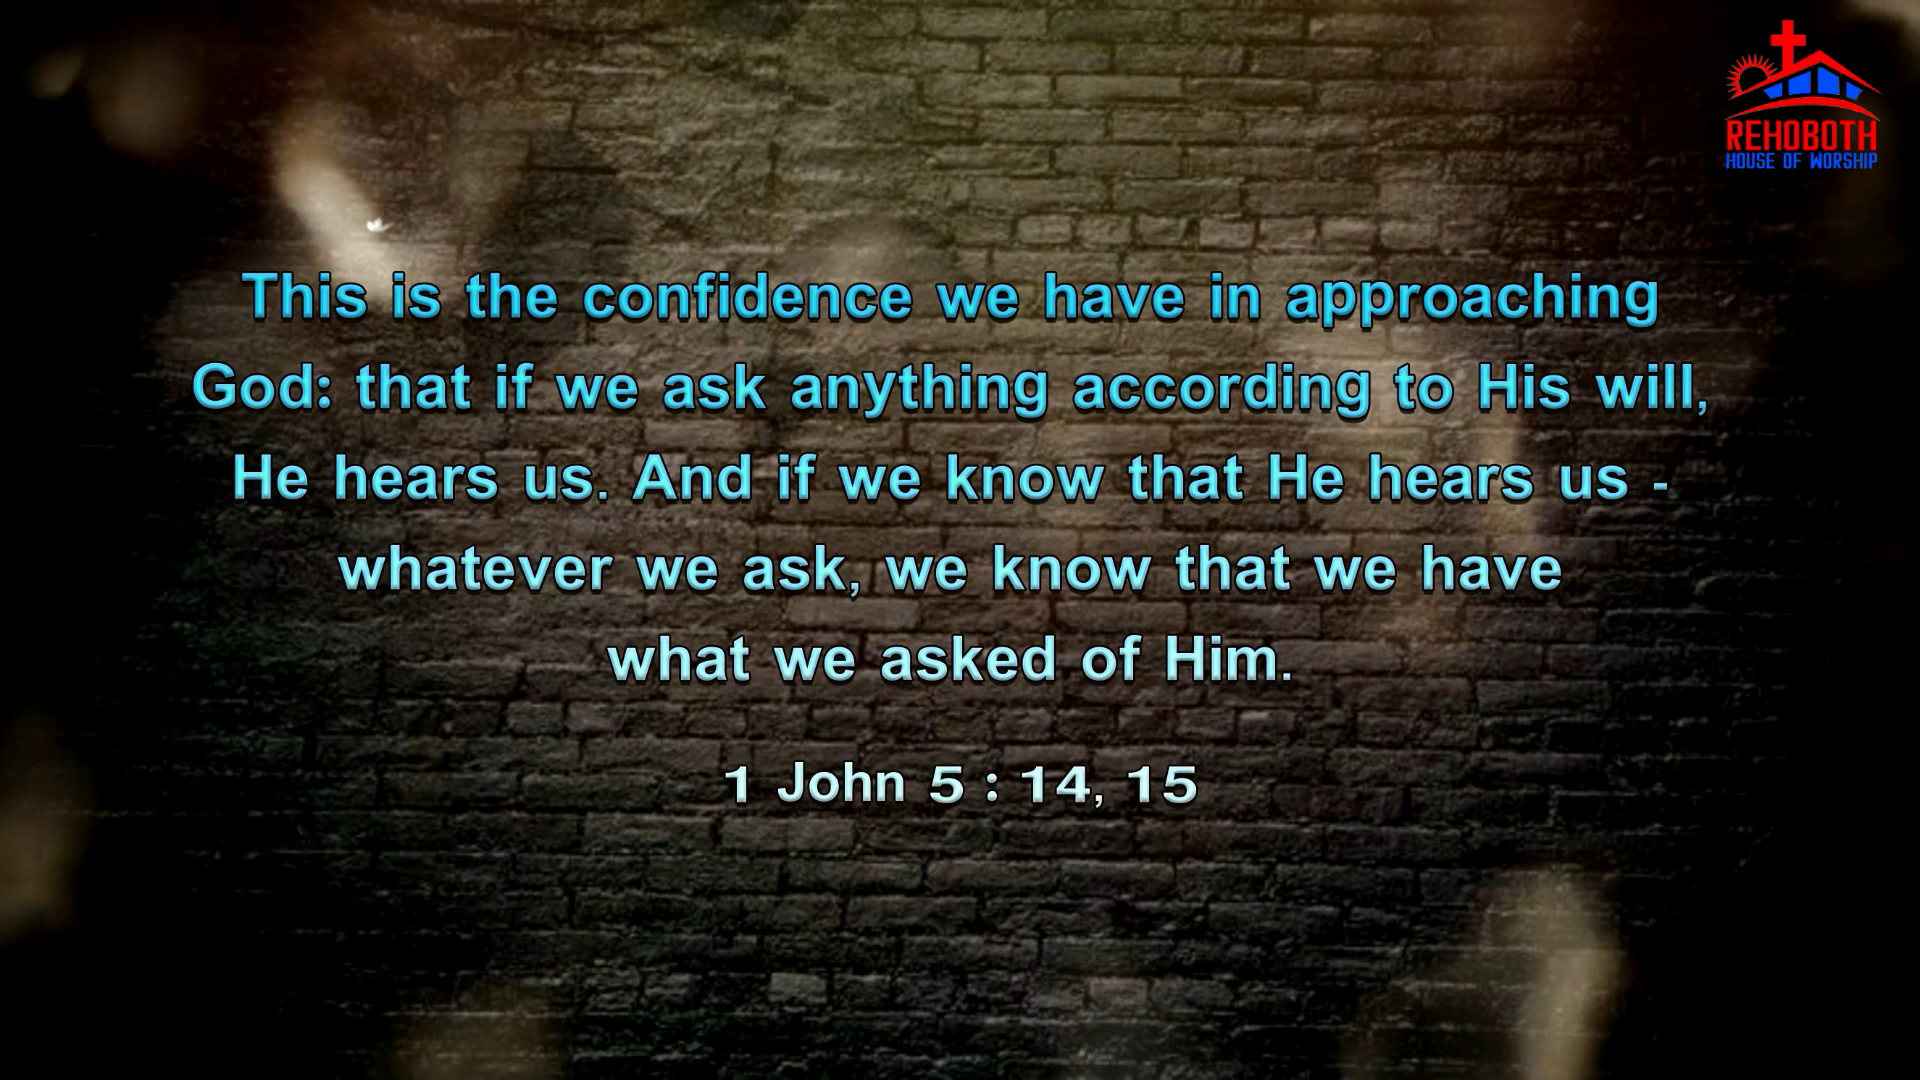 REHOBOTH
HOUSE OF WORSHIP
This is the confidence we have in approaching
God: that if we ask anything according to His will,
He hears us. And if we know that He hears us -
whatever we ask, we know that we have
what we asked of Him.
1 John 5 : 14, 15